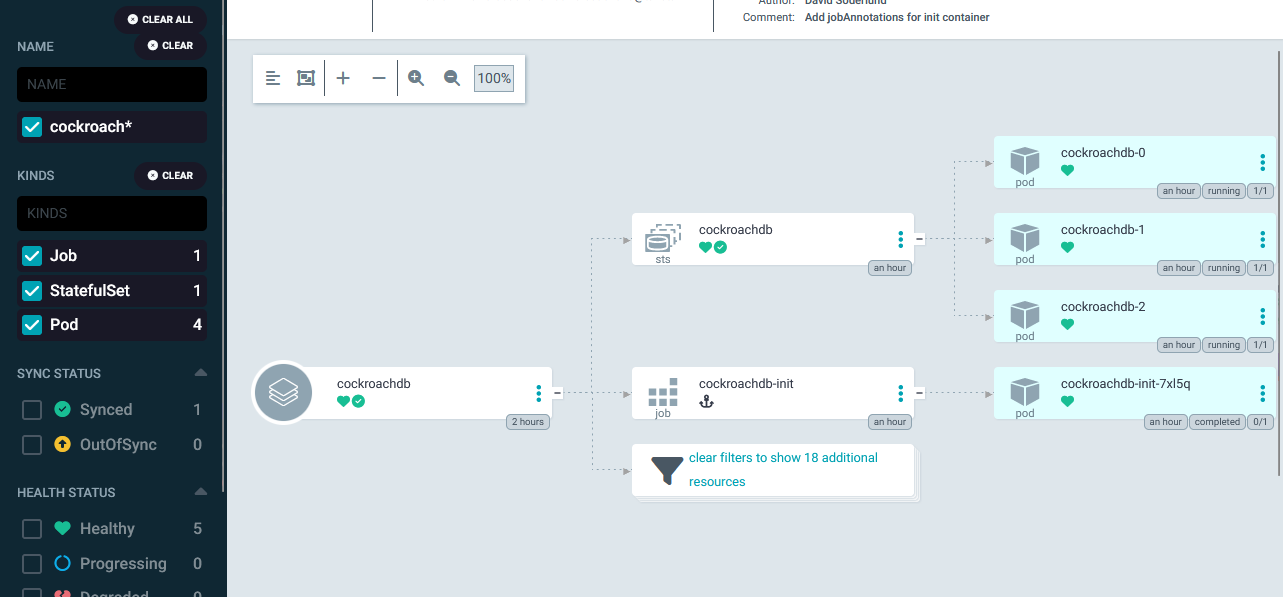 CLEAR ALL
NAME
CLEAR
NAME
cockroach*
KINDS
CLEAR
KINDS
Job 1
StatefulSet 1
Pod 4
SYNC STATUS
Synced 1
OutOfSync 0
HEALTH STATUS
Healthy 5
Progressing 0
Degraded 0
Author: David Söderlund
Comment: Add jobAnnotations for init container
100%
cockroachdb
2 hours
sts
cockroachdb
an hour
job
cockroachdb-init
an hour
clear filters to show 18 additional
resources
pod
cockroachdb-0
an hour running 1/1
pod
cockroachdb-1
an hour running 1/1
pod
cockroachdb-2
an hour running 1/1
pod
cockroachdb-init-7xl5q
an hour completed 0/1